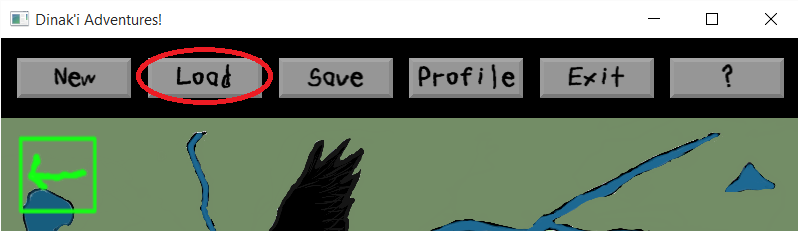 Dinak'i Adventures!
New Load Save Profile Exit ?